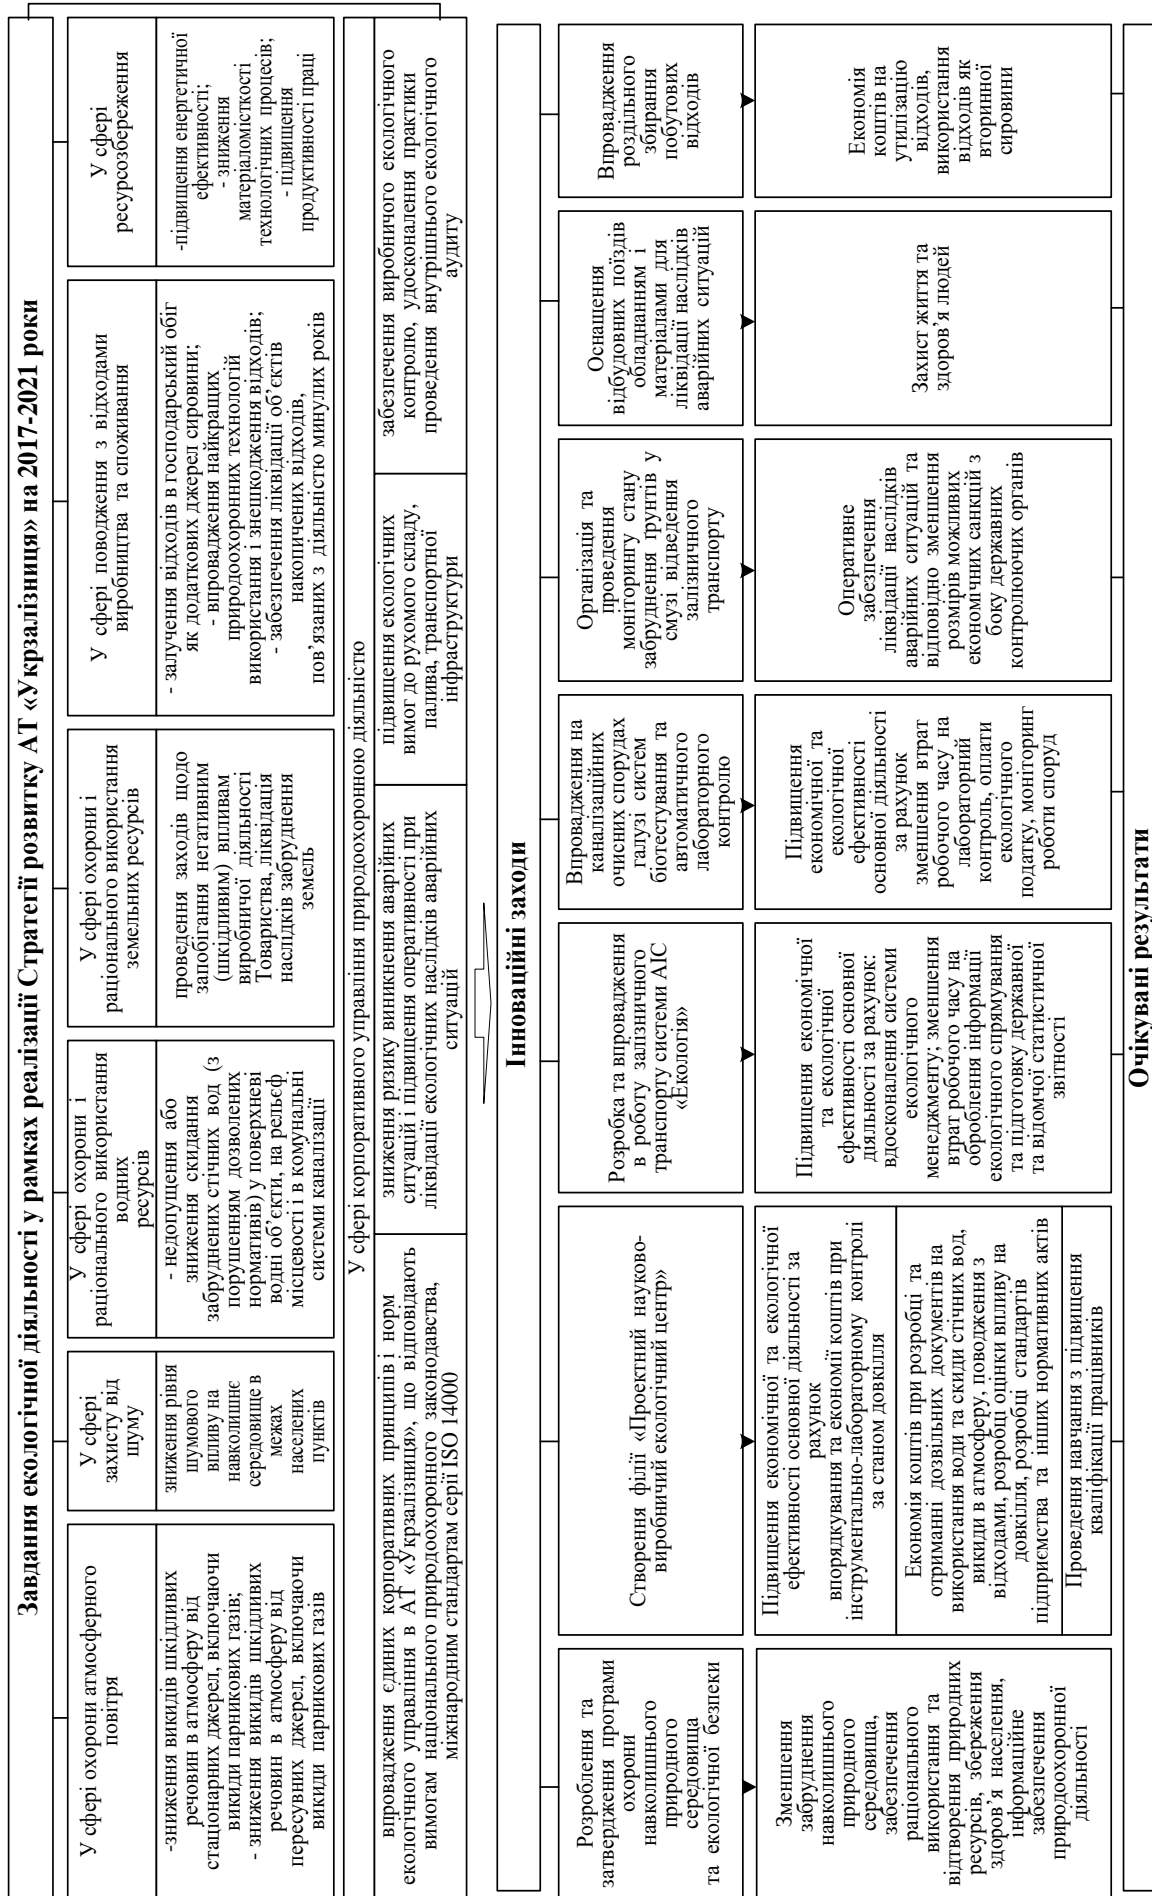 Завдання екологічної діяльності у рамках реалізації Стратегії розвитку АТ «Укрзалізниця» на 2017-2021 роки
У сфері охорони атмосферного
повітря
-зниження викидів шкідливих
речовин в атмосферу від
стаціонарних джерел, включаючи
викиди парникових газів;
- зниження викидів шкідливих
речовин в атмосферу від
пересувних джерел, включаючи
викиди парникових газів
У сфері
захисту від
шуму
зниження рівня
шумового
впливу на
навколишнє
середовище в
межах
населених
пунктів
У сфері охорони і
раціонального використання
водних
ресурсів
- недопущення або
зниження скидання
забруднених стічних вод (з
порушенням дозволених
нормативів) у поверхневі
водні об’єкти, на рельєф
місцевості і в комунальні
системи каналізації
У сфері охорони і
раціонального використання
земельних ресурсів
проведення заходів щодо
запобігання негативним
(шкідливим) впливам
виробничої діяльності
Товариства, ліквідація
наслідків забруднення
земель
У сфері поводження з відходами
виробництва та споживання
- залучення відходів в господарський обіг
як додаткових джерел сировини;
- впровадження найкращих
природоохоронних технологій
використання і знешкодження відходів;
- забезпечення ліквідації об’єктів
накопичених відходів,
пов’язаних з діяльністю минулих років
У сфері
ресурсозбереження
-підвищення енергетичної
ефективності;
- зниження
матеріаломісткості
технологічних процесів;
- підвищення
продуктивності праці
У сфері корпоративного управління природоохоронною діяльністю
впровадження єдиних корпоративних принципів і норм
екологічного управління в АТ «Укрзалізниця», що відповідають
вимогам національного природоохоронного законодавства,
міжнародним стандартам серії ISO 14000
зниження ризику виникнення аварійних
ситуацій і підвищення оперативності при
ліквідації екологічних наслідків аварійних
ситуацій
підвищення екологічних
вимог до рухомого складу,
палива, транспортної
інфраструктури
забезпечення виробничого екологічного
контролю, удосконалення практики
проведення внутрішнього екологічного
аудиту
Інноваційні заходи
Розроблення та
затвердження програми
охорони
навколишнього
природного
середовища
та екологічної безпеки
Створення філії «Проектний науково-
виробничий екологічний центр»
Розробка та впровадження
в роботу залізничного
транспорту системи АІС
«Екологія»
Впровадження на
каналізаційних
очисних спорудах
галузі систем
біотестування та
автоматичного
лабораторного
контролю
Організація та
проведення
моніторингу стану
забруднення ґрунтів у
смузі відведення
залізничного
транспорту
Оснащення
відбудовних поїздів
обладнанням і
матеріалами для
ліквідації наслідків
аварійних ситуацій
Впровадження
роздільного
збирання
побутових
відходів
Зменшення
забруднення
навколишнього
природного
середовища,
забезпечення
раціонального
використання та
відтворення природних
ресурсів, збереження
здоров’я населення,
інформаційне
забезпечення
природоохоронної
діяльності
Підвищення економічної та екологічної
ефективності основної діяльності за
рахунок
впорядкування та економії коштів при
інструментально-лабораторному контролі
за станом довкілля
Економія коштів при розробці та
отриманні дозвільних документів на
використання води та скиди стічних вод,
викиди в атмосферу, поводження з
відходами, розробці оцінки впливу на
довкілля, розробці стандартів
підприємства та інших нормативних актів
Проведення навчання з підвищення
кваліфікації працівників
Підвищення економічної
та екологічної
ефективності основної
діяльності за рахунок:
вдосконалення системи
екологічного
менеджменту; зменшення
втрат робочого часу на
оброблення інформації
екологічного спрямування
та підготовку державної
та відомчої статистичної
звітності
Підвищення
економічної та
екологічної
ефективності
основної діяльності
за рахунок
зменшення втрат
робочого часу на
лабораторний
контроль, оплати
екологічного
податку, моніторинг
роботи споруд
Оперативне
забезпечення
ліквідації наслідків
аварійних ситуацій та
відповідно зменшення
розмірів можливих
економічних санкцій з
боку державних
контролюючих органів
Захист життя та
здоров’я людей
Економія
коштів на
утилізацію
відходів,
використання
відходів як
вторинної
сировини
Очікувані результати